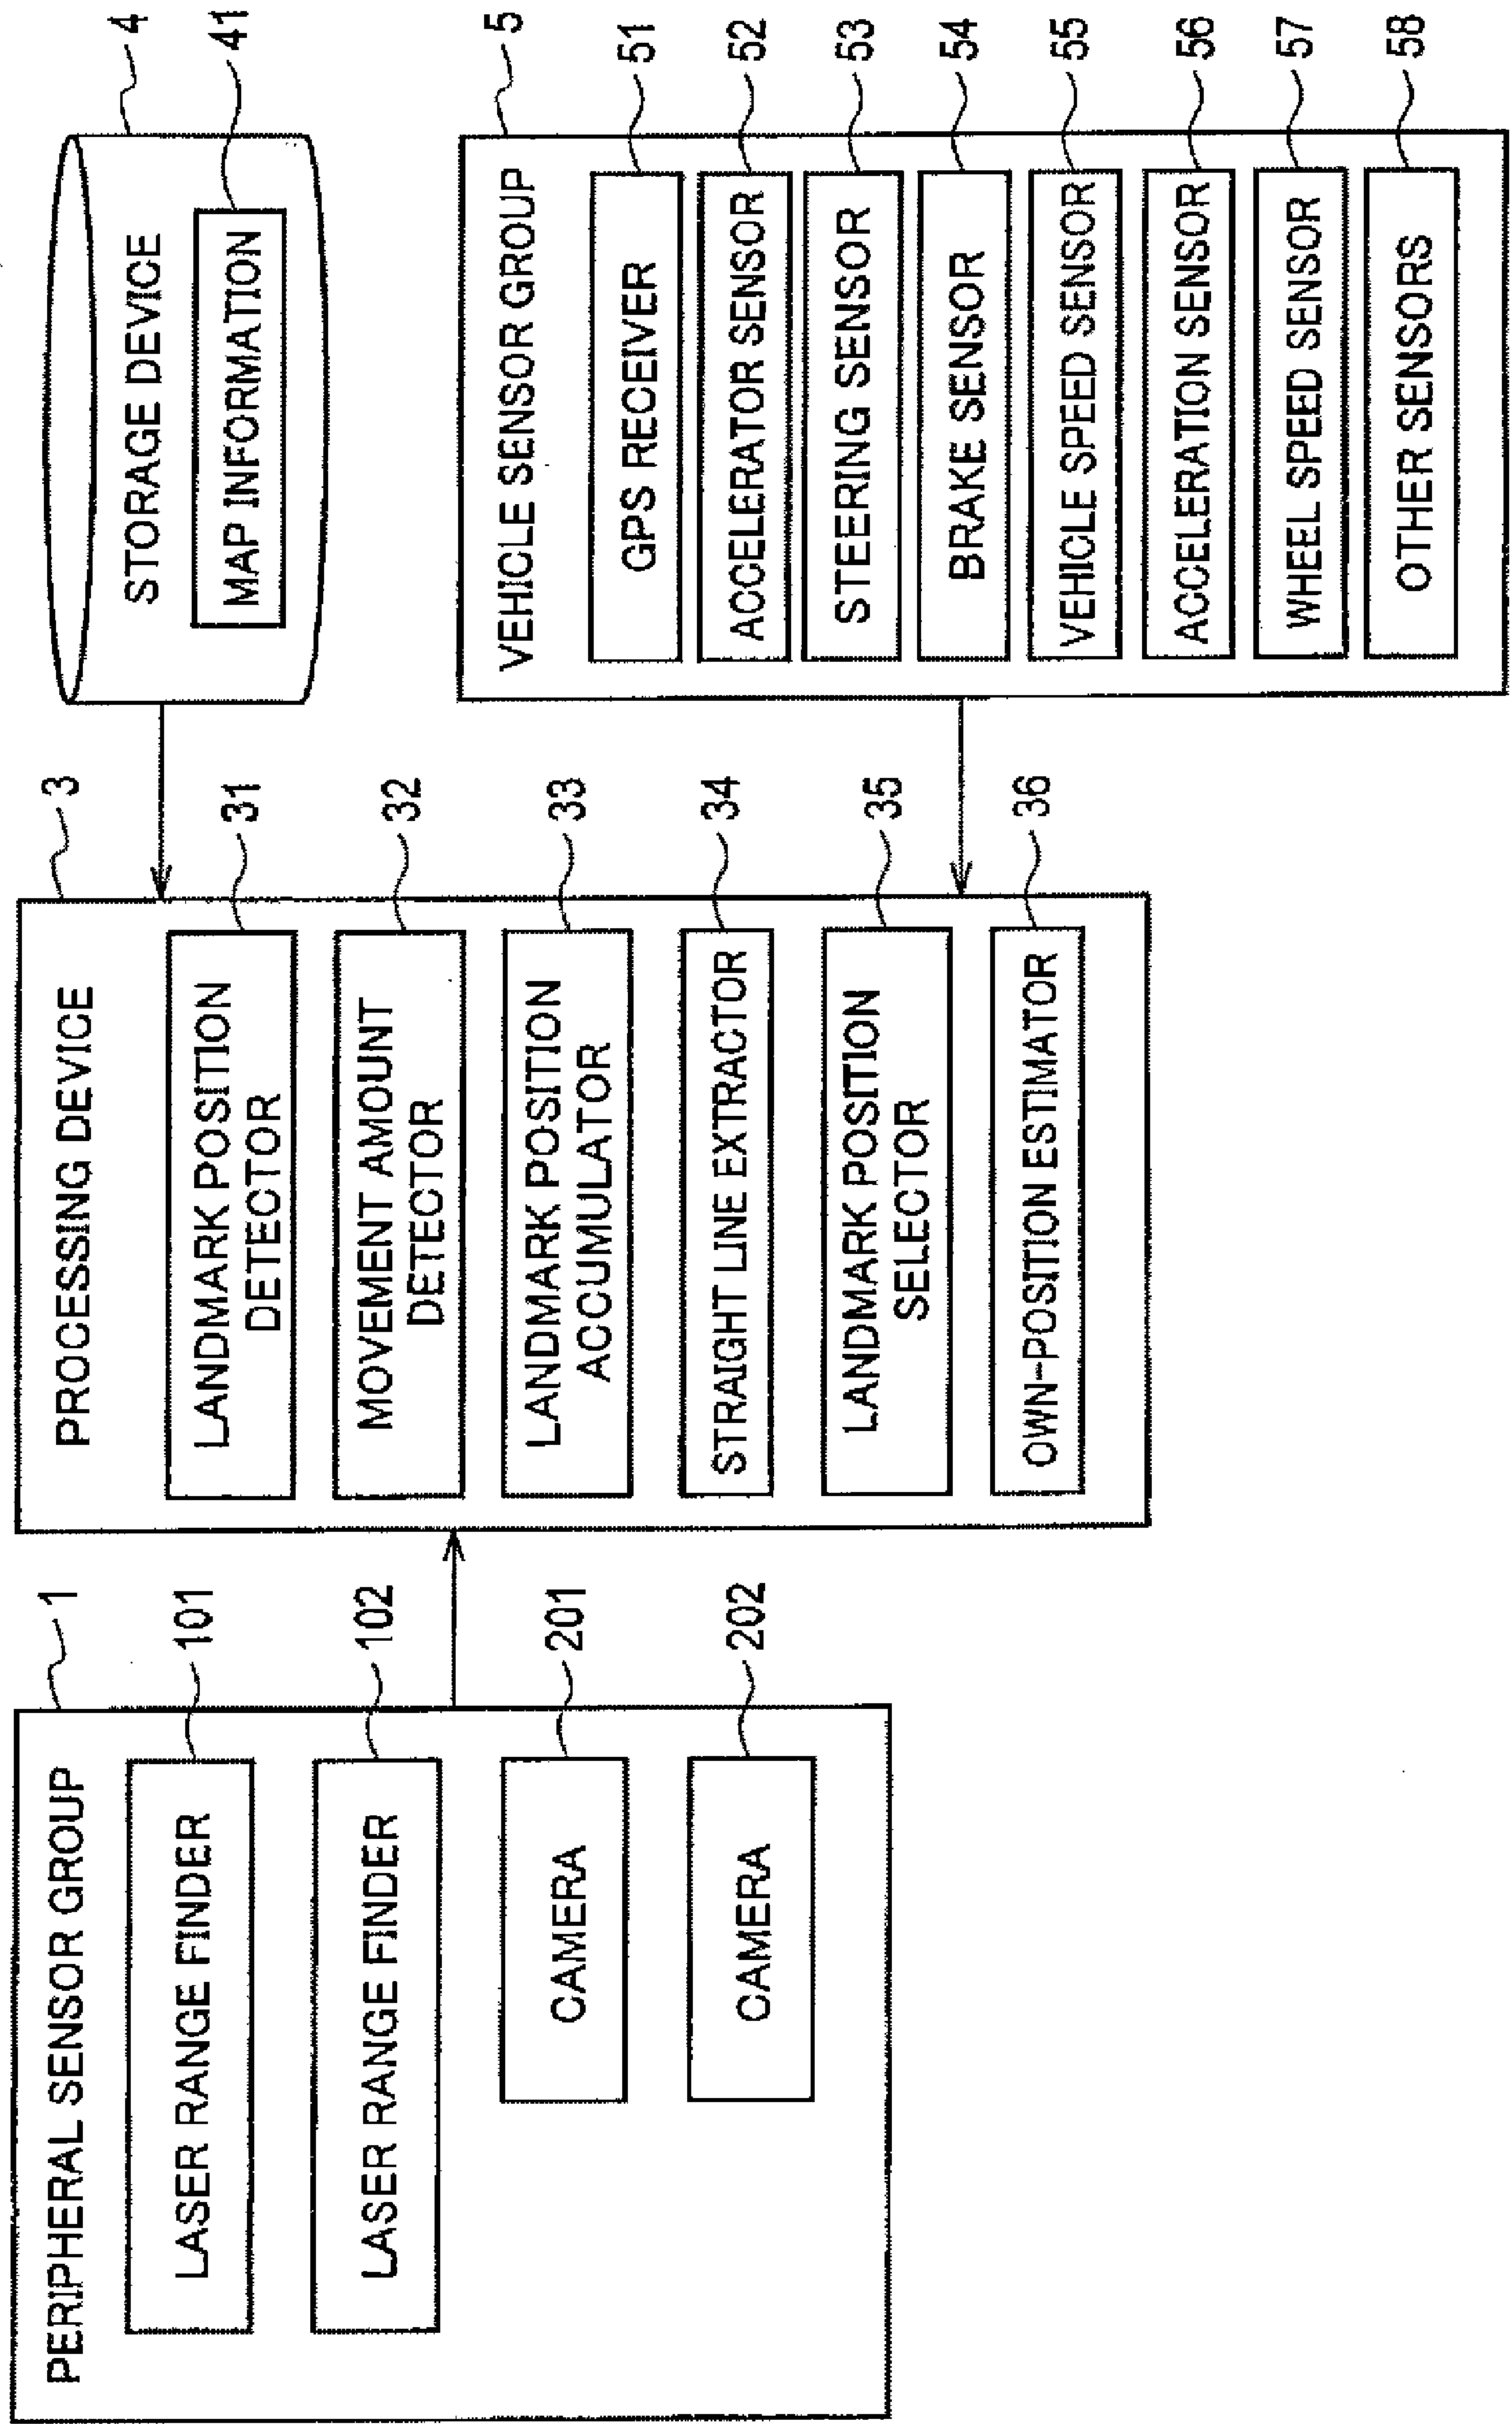 PERIPHERAL SENSOR GROUP
1
LASER RANGE FINDER
101
LASER RANGE FINDER
102
CAMERA
201
CAMERA
202
PROCESSING DEVICE
3
LANDMARK POSITION
DETECTOR
31
MOVEMENT AMOUNT
DETECTOR
32
LANDMARK POSITION
ACCUMULATOR
33
STRAIGHT LINE EXTRACTOR
34
LANDMARK POSITION
SELECTOR
35
OWN-POSITION ESTIMATOR
36
STORAGE DEVICE
4
MAP INFORMATION
41
VEHICLE SENSOR GROUP
5
GPS RECEIVER
51
ACCELERATOR SENSOR
52
STEERING SENSOR
53
BRAKE SENSOR
54
VEHICLE SPEED SENSOR
55
ACCELERATION SENSOR
56
WHEEL SPEED SENSOR
57
OTHER SENSORS
58